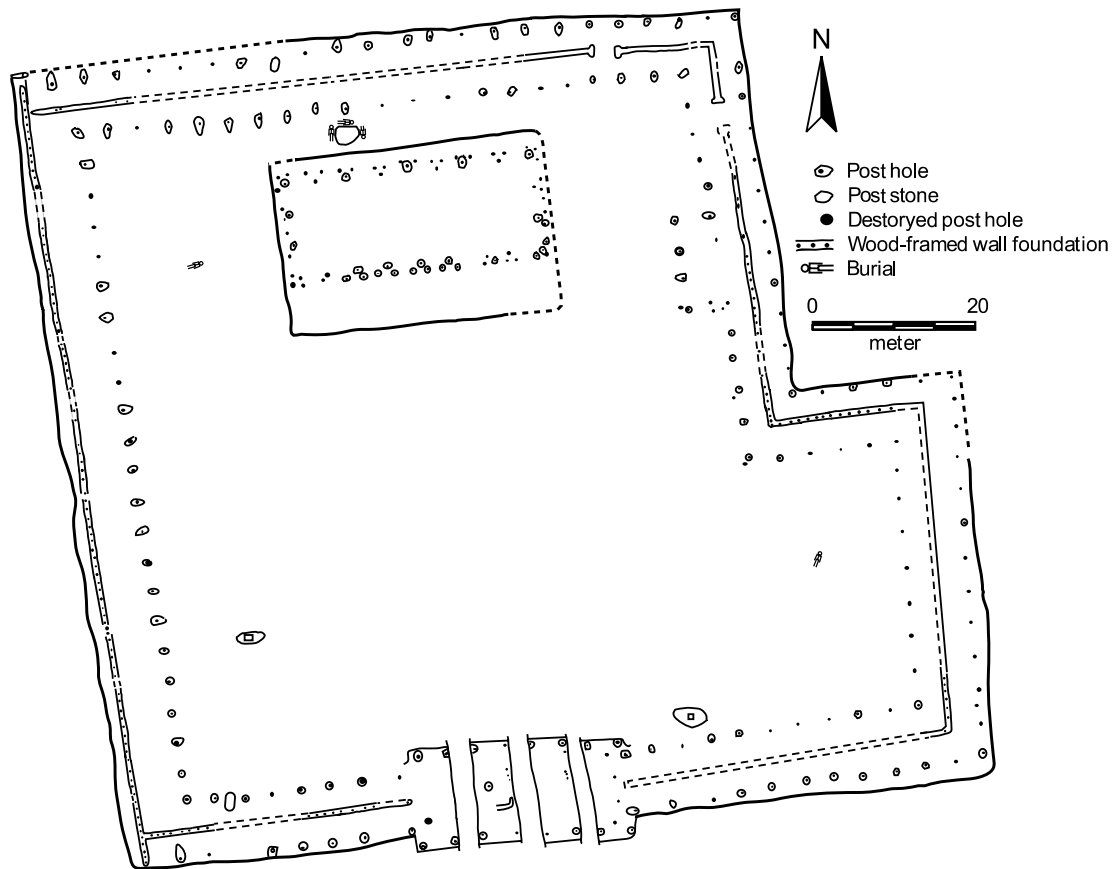 N
Post hole
Post stone
Destoryed post hole
Wood-framed wall foundation
Burial
0 20
meter